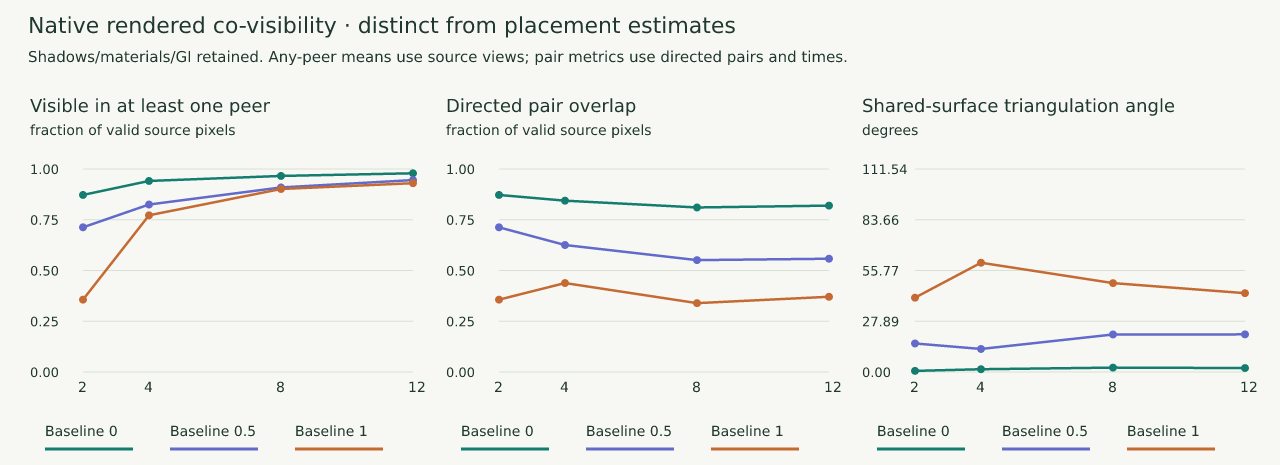 Native rendered co-visibility · distinct from placement estimates
Shadows/materials/GI retained. Any-peer means use source views; pair metrics use directed pairs and times.
Visible in at least one peer
fraction of valid source pixels
1.00
0.75
0.50
0.25
0.00
2 4 8 12
Baseline 0 Baseline 0.5 Baseline 1
Directed pair overlap
fraction of valid source pixels
1.00
0.75
0.50
0.25
0.00
2 4 8 12
Baseline 0 Baseline 0.5 Baseline 1
Shared-surface triangulation angle
degrees
111.54
83.66
55.77
27.89
0.00
2 4 8 12
Baseline 0 Baseline 0.5 Baseline 1